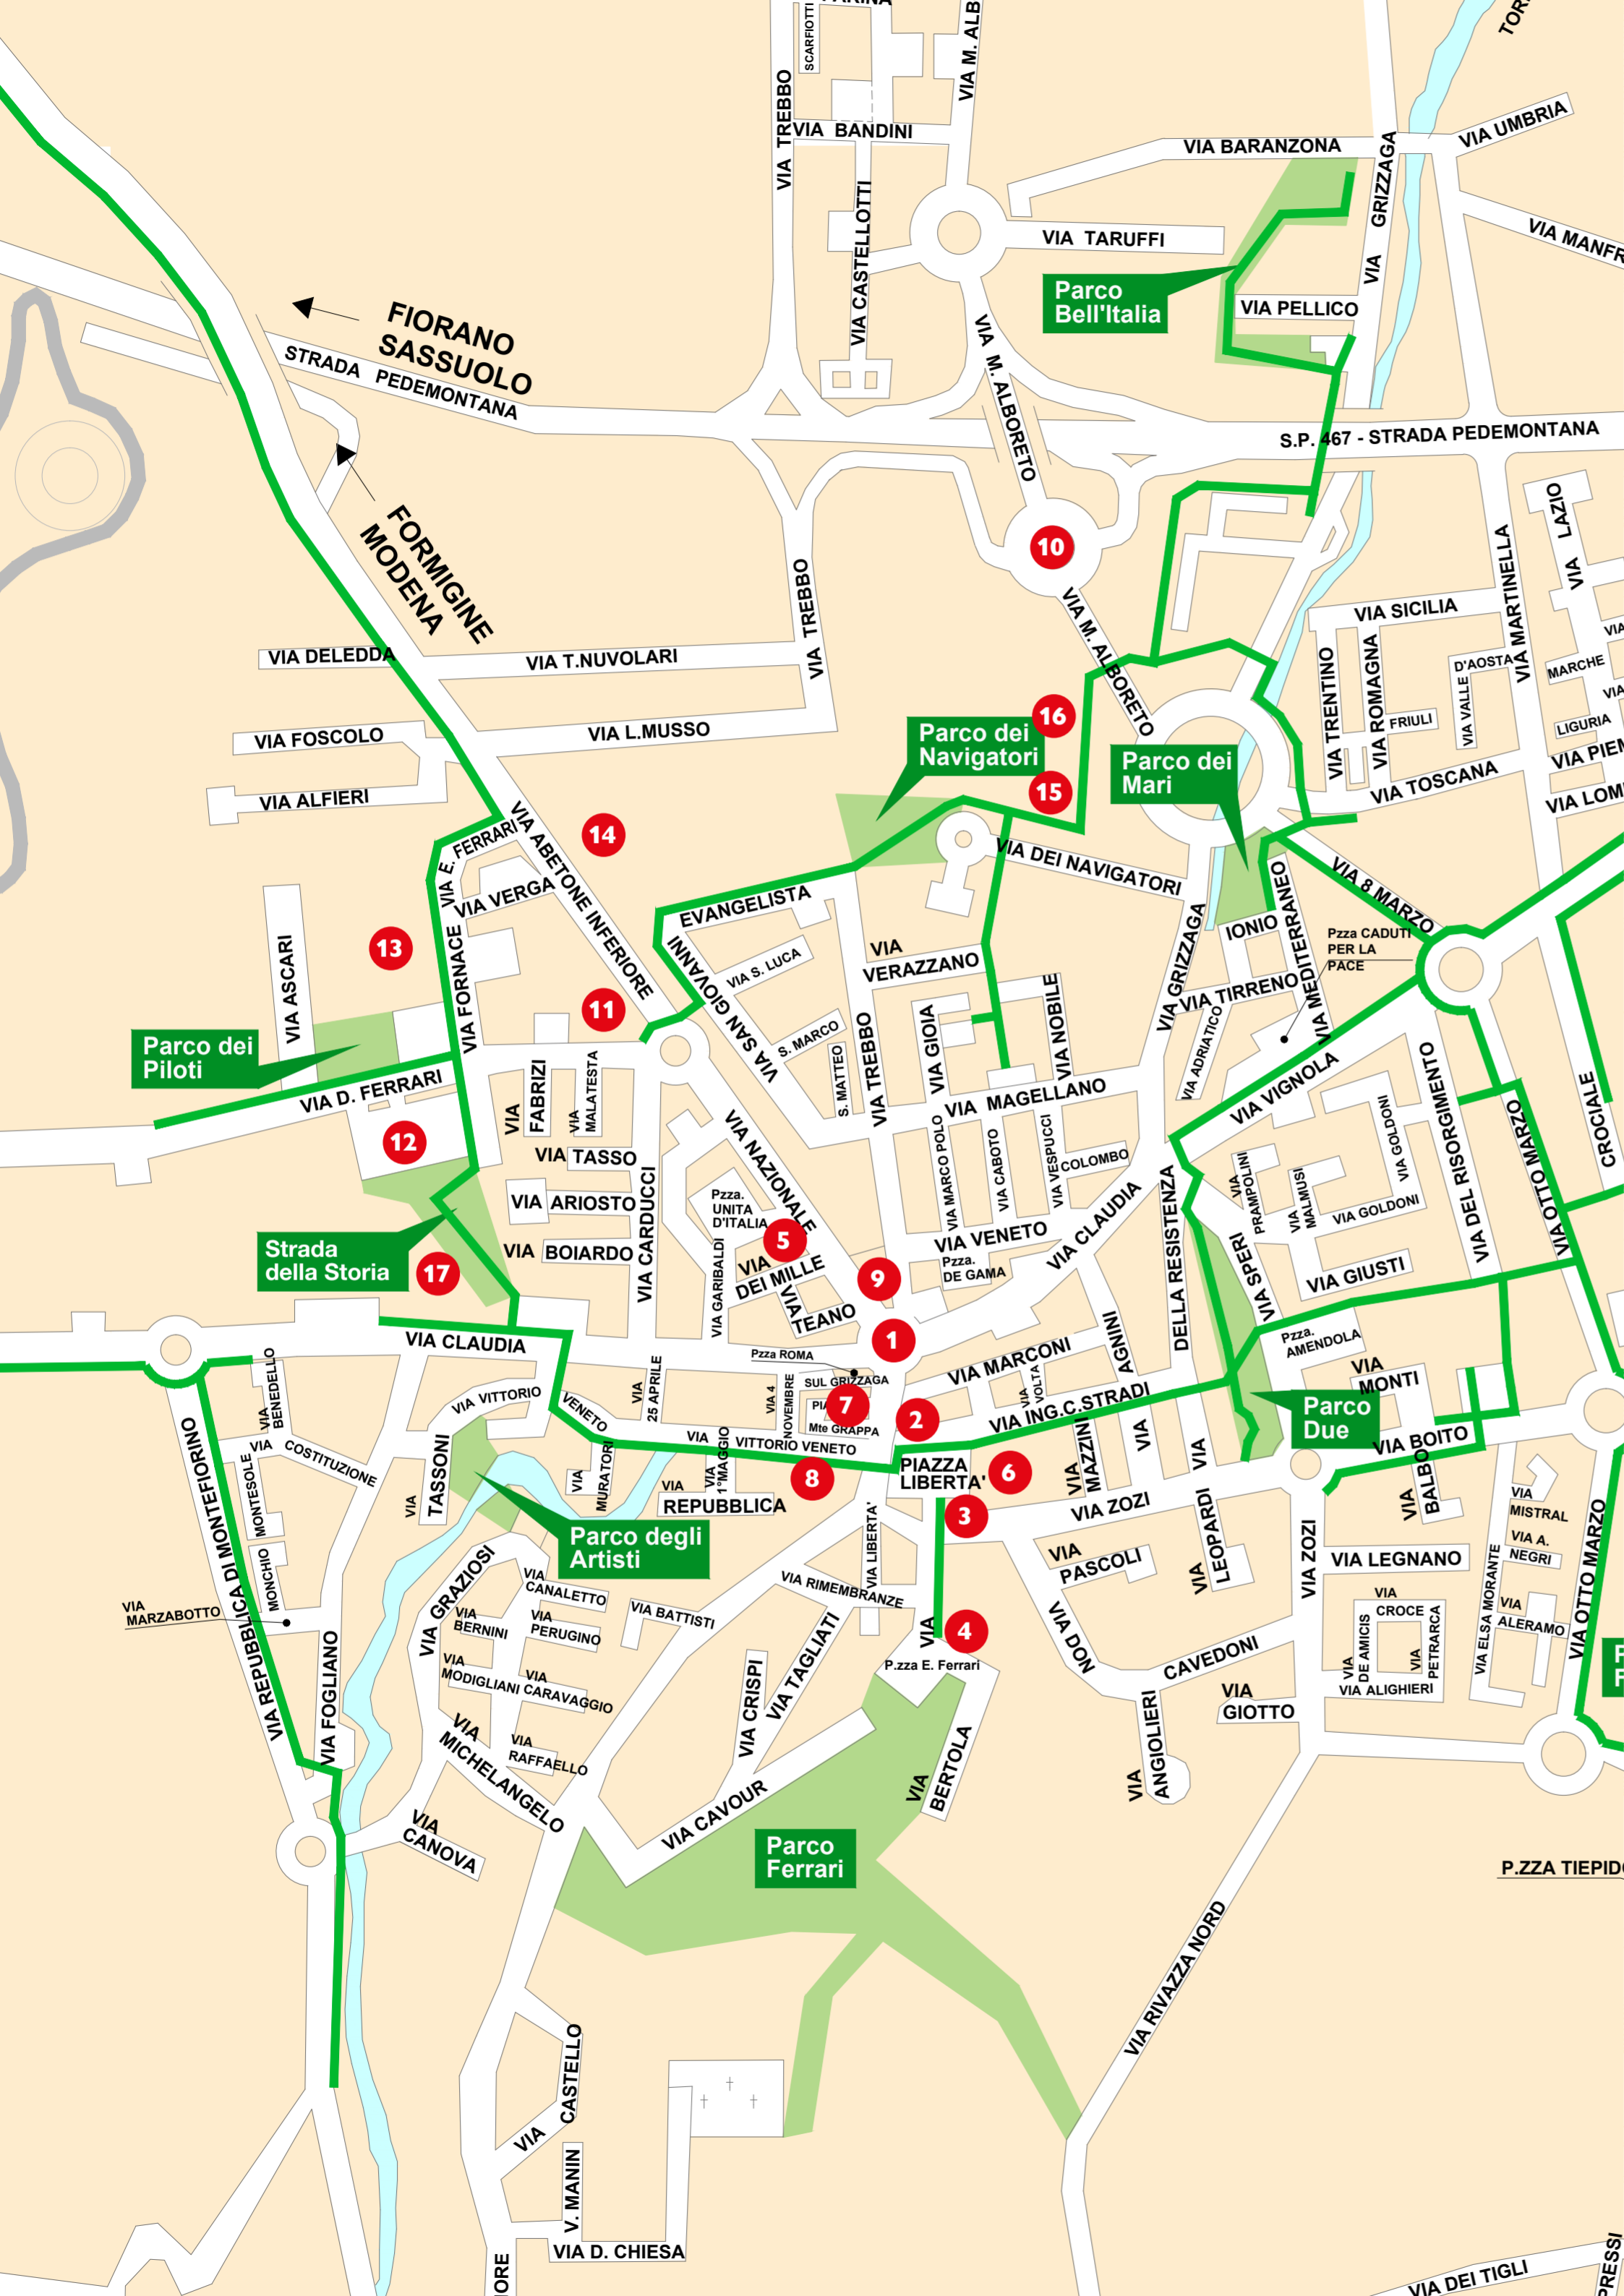 SCARFIOTTI
VIA TREBBO
VIA M. ALB
TOR
VIA BANDINI
VIA CASTELLOTTI
VIA TARUFFI
VIA BARANZONA
VIA UMBRIA
VIA GRIZZAGA
VIA MANFR
Parco
Bell'Italia
VIA PELLICO
FIORANO
SASSUOLO
STRADA PEDEMONTANA
VIA M. ALBORETO
S.P. 467 - STRADA PEDEMONTANA
FORMIGINE
MODENA
10
VIA LAZIO
VIA MARTINELLA
VIA TREBBO
VIA M. ALBORETO
VIA SICILIA
VIA
VIA DELEDDA
VIA T.NUVOLARI
VIA TRENTINO
VIA ROMAGNA
D'AOSTA
VIA VALLE
MARCHE
VIA
VIA FOSCOLO
VIA L.MUSSO
16
Parco dei
Navigatori
FRIULI
LIGURIA
Parco dei
Mari
VIA PIEM
VIA ALFIERI
15
VIA TOSCANA
VIA LOM
VIA E. FERRARI
VIA ABETONE INFERIORE
14
VIA DEI NAVIGATORI
VIA 8 MARZO
VIA VERGA
EVANGELISTA
VIA SAN GIOVANNI
VIA GRIZZAGA
IONIO
VIA MEDITERRANEO
Pzza CADUTI
PER LA
PACE
VIA ASCARI
13
VIA FORNACE
VIA S. LUCA
VIA
VERAZZANO
VIA TIRRENO
11
VIA GIOIA
VIA NOBILE
VIA ADRIATICO
Parco dei
Piloti
S. MARCO
S. MATTEO
VIA TREBBO
VIA D. FERRARI
VIA
FABRIZI
VIA
MALATESTA
VIA MAGELLANO
VIA VIGNOLA
VIA DEL RISORGIMENTO
VIA OTTO MARZO
CROCIALE
12
VIA TASSO
VIA NAZIONALE
VIA MARCO POLO
VIA CABOTO
VIA VESPUCCI
COLOMBO
VIA
PRAMPOLINI
VIA
MALMUSI
VIA GOLDONI
VIA GOLDONI
VIA ARIOSTO
VIA CARDUCCI
Pzza.
UNITA
D'ITALIA
DELLA RESISTENZA
Strada
della Storia
17
VIA BOIARDO
VIA GARIBALDI
5
VIA
DEI MILLE
VIA
TEANO
9
VIA VENETO
Pzza.
DE GAMA
VIA CLAUDIA
VIA SPERI
VIA GIUSTI
VIA CLAUDIA
Pzza ROMA
1
VIA MARCONI
AGNINI
Pzza.
AMENDOLA
VIA
BENEDELLO
VIA VITTORIO
VENETO
VIA
25 APRILE
VIA 4
NOVEMBRE
SUL GRIZZAGA
7
Mte GRAPPA
2
VIA
VOLTA
VIA ING.C.STRADI
VIA
MONTI
Parco
Due
VIA
COSTITUZIONE
VIA
VITTORIO VENETO
VIA BOITO
MONTESOLE
VIA
TASSONI
VIA
MURATORI
VIA
1°MAGGIO
8
PIAZZA
LIBERTA'
6
VIA
MAZZINI
VIA
VIA
VIA
REPUBBLICA
3
VIA ZOZI
VIA
BALBO
VIA
MISTRAL
Parco degli
Artisti
VIA LIBERTA'
VIA
LEOPARDI
VIA ZOZI
VIA A.
NEGRI
MONCHIO
VIA
PASCOLI
VIA LEGNANO
VIA REPUBBLICA DI MONTEFIORINO
VIA
MARZABOTTO
VIA GRAZIOSI
VIA
CANALETTO
VIA RIMEMBRANZE
VIA
CROCE
VIA
ALERAMO
VIA
BERNINI
VIA
PERUGINO
VIA BATTISTI
VIA
4
VIA DON
VIA
DE AMICIS
VIA
PETRARCA
VIA ELSA MORANTE
VIA OTTO MARZO
VIA FOGLIANO
VIA
MODIGLIANI
VIA
CARAVAGGIO
VIA CRISPI
VIA TAGLIATI
P.zza E. Ferrari
CAVEDONI
VIA ALIGHIERI
VIA
GIOTTO
VIA
MICHELANGELO
VIA
RAFFAELLO
VIA
BERTOLA
VIA
ANGIOLIERI
VIA CAVOUR
VIA
CANOVA
Parco
Ferrari
P.ZZA TIEPID
VIA RIVAZZA NORD
VIA
CASTELLO
V. MANIN
VIA D. CHIESA
ORE
VIA DEI TIGLI
PRESSI